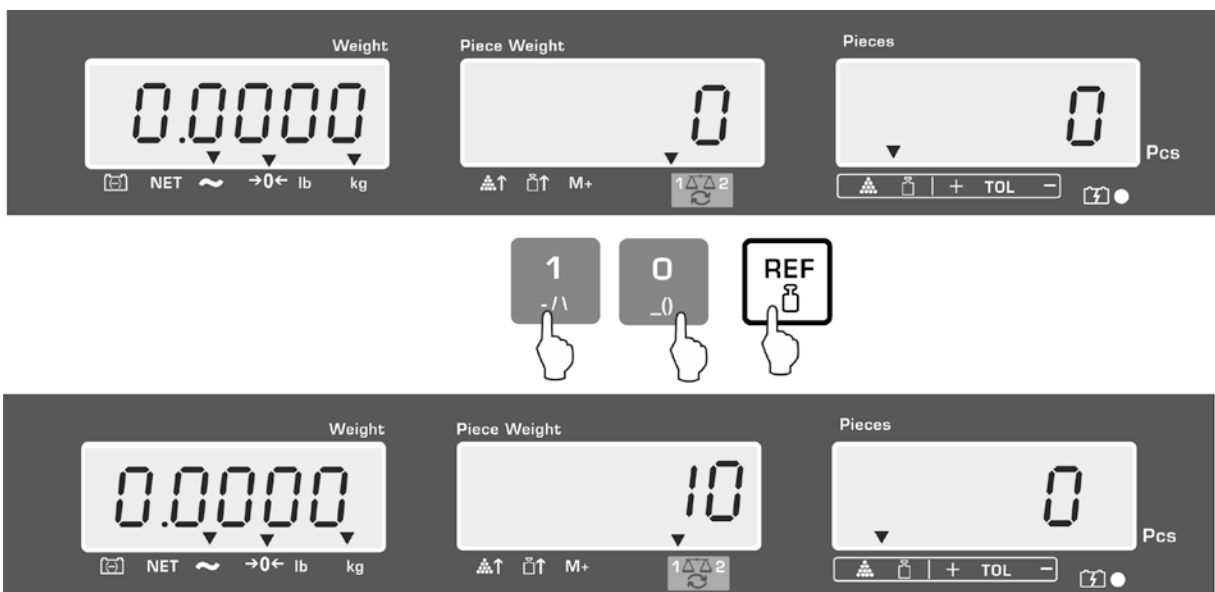 Weight Piece Weight Pieces
0.0000 0 0
Pcs
NET ~ →0← lb kg ↑ ↑ M+ 1 2 + TOL −
1 0 REF
- / \ _()
Weight Piece Weight Pieces
0.0000 10 0
Pcs
NET ~ →0← lb kg ↑ ↑ M+ 1 2 + TOL −